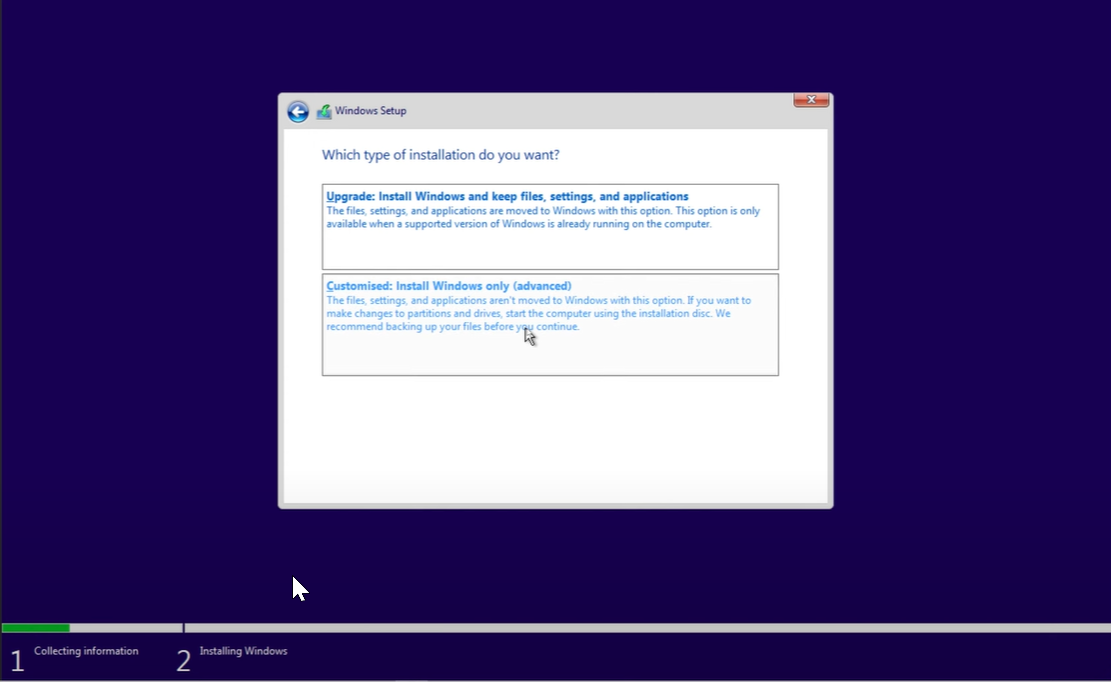 Windows Setup
Which type of installation do you want?
Upgrade: Install Windows and keep files, settings, and applications
The files, settings, and applications are moved to Windows with this option. This option is only
available when a supported version of Windows is already running on the computer.
Customised: Install Windows only (advanced)
The files, settings, and applications aren't moved to Windows with this option. If you want to
make changes to partitions and drives, start the computer using the installation disc. We
recommend backing up your files before you continue.
1 Collecting information
2 Installing Windows